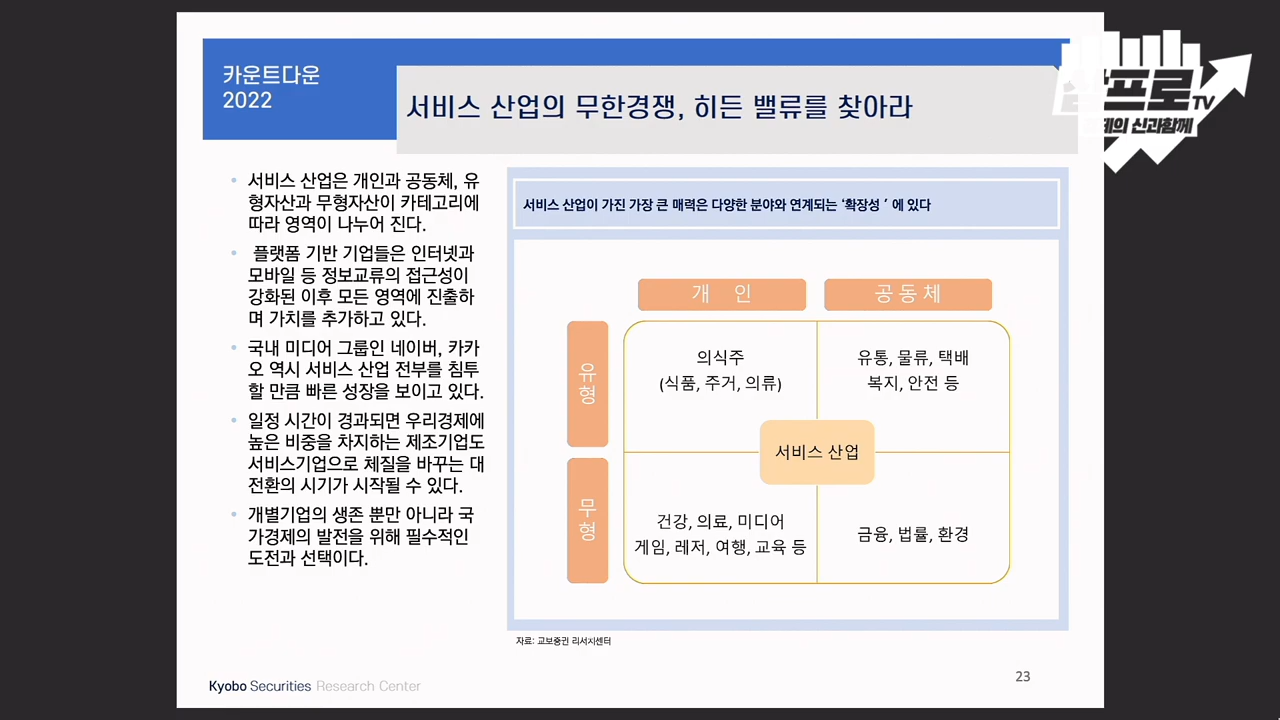 카운트다운
2022
서비스 산업의 무한경쟁, 히든 밸류를 찾아라
프로TV
의 신과함께
• 서비스 산업은 개인과 공동체, 유
형자산과 무형자산이 카테고리에
따라 영역이 나누어 진다.
• 플랫폼 기반 기업들은 인터넷과
모바일 등 정보교류의 접근성이
강화된 이후 모든 영역에 진출하
며 가치를 추가하고 있다.
• 국내 미디어 그룹인 네이버, 카카
오 역시 서비스 산업 전부를 침투
할 만큼 빠른 성장을 보이고 있다.
• 일정 시간이 경과되면 우리경제에
높은 비중을 차지하는 제조기업도
서비스기업으로 체질을 바꾸는 대
전환의 시기가 시작될 수 있다.
• 개별기업의 생존 뿐만 아니라 국
가경제의 발전을 위해 필수적인
도전과 선택이다.
서비스 산업이 가진 가장 큰 매력은 다양한 분야와 연계되는 ‘확장성 ’ 에 있다
개 인
공 동 체
유형
의식주
(식품, 주거, 의류)
유통, 물류, 택배
복지, 안전 등
서비스 산업
무형
건강, 의료, 미디어
게임, 레저, 여행, 교육 등
금융, 법률, 환경
자료: 교보증권 리서치센터
Kyobo Securities Research Center
23